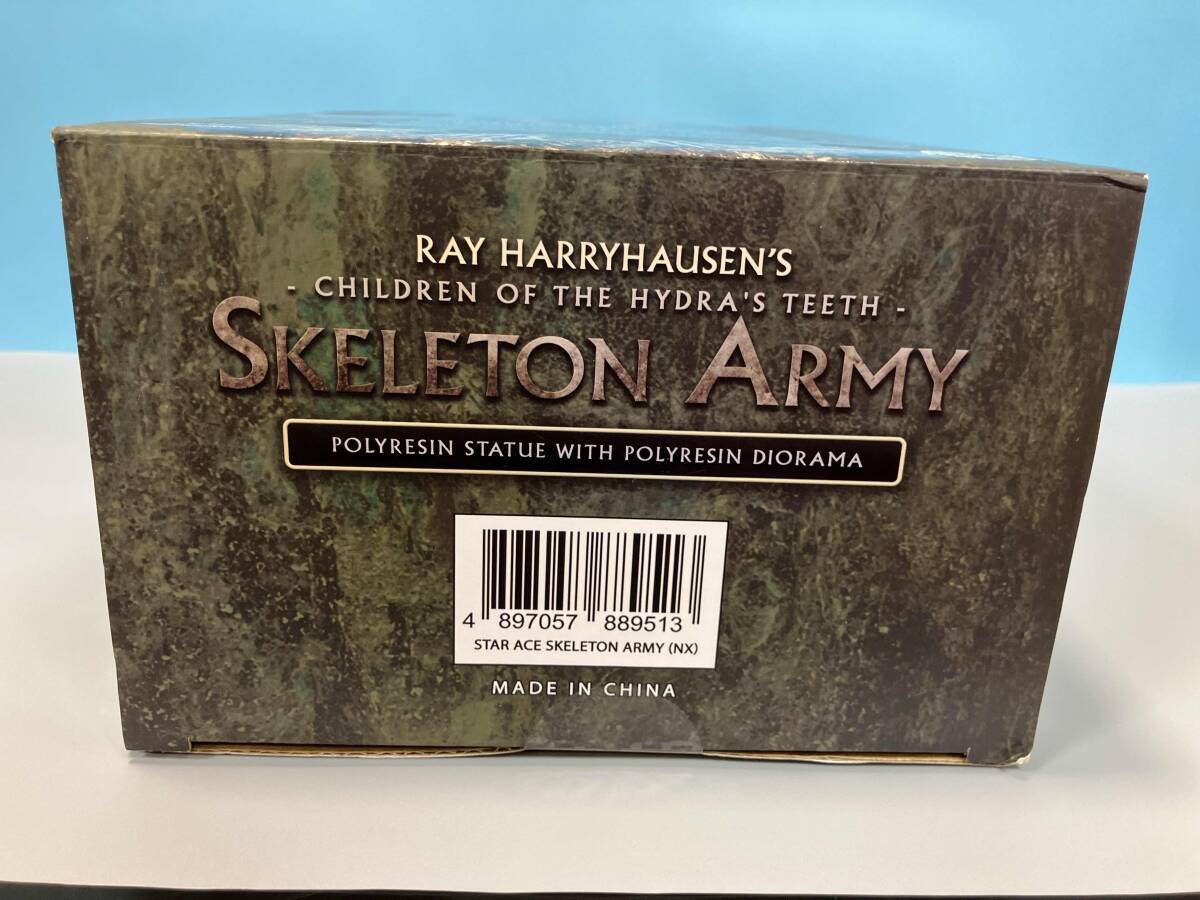 RAY HARRYHAUSEN'S
- CHILDREN OF THE HYDRA'S TEETH -
SKELETON ARMY
POLYRESIN STATUE WITH POLYRESIN DIORAMA
4 897057 889513
STAR ACE SKELETON ARMY (NX)
MADE IN CHINA